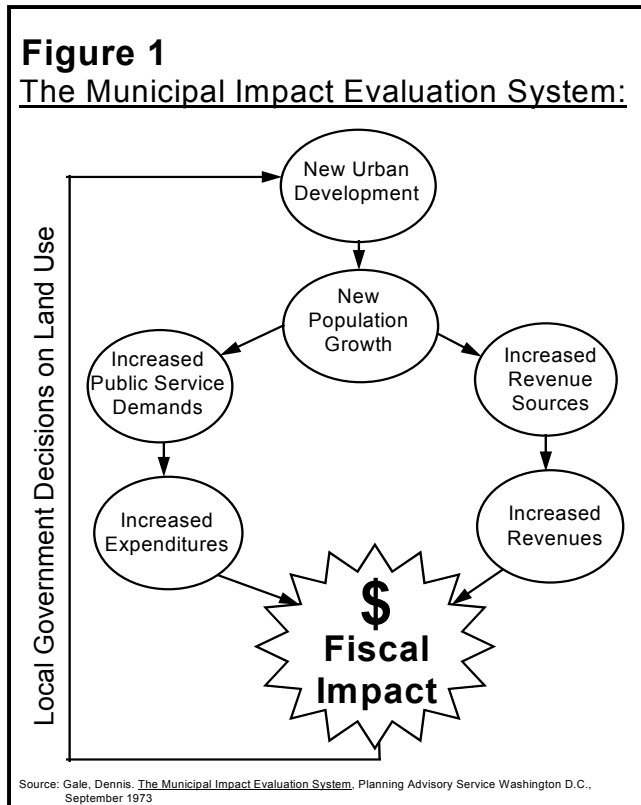 Figure 1
The Municipal Impact Evaluation System:
New Urban
Development
New
Population
Growth
Increased
Public Service
Demands
Increased
Revenue
Sources
Increased
Expenditures
Increased
Revenues
$
Fiscal
Impact
Local Government Decisions on Land Use
Source: Gale, Dennis. The Municipal Impact Evaluation System, Planning Advisory Service Washington D.C.,
September 1973